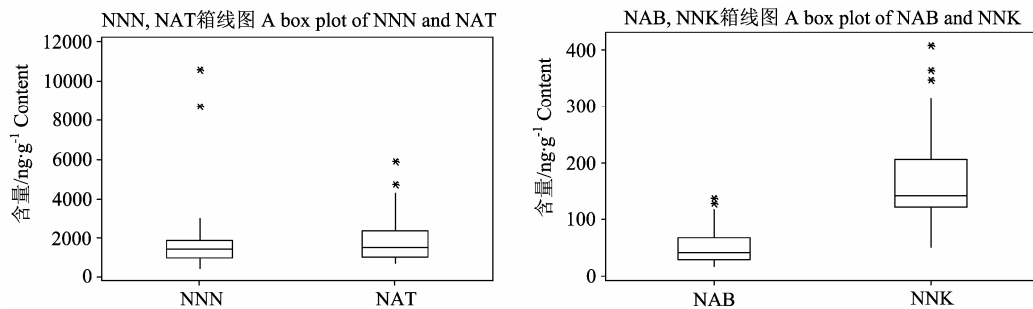 NNN, NAT箱线图 A box plot of NNN and NAT
含量/ng·g⁻¹ Content
12000
10000
8000
6000
4000
2000
0
NNN NAT
NAB, NNK箱线图 A box plot of NAB and NNK
含量/ng·g⁻¹ Content
400
300
200
100
0
NAB NNK